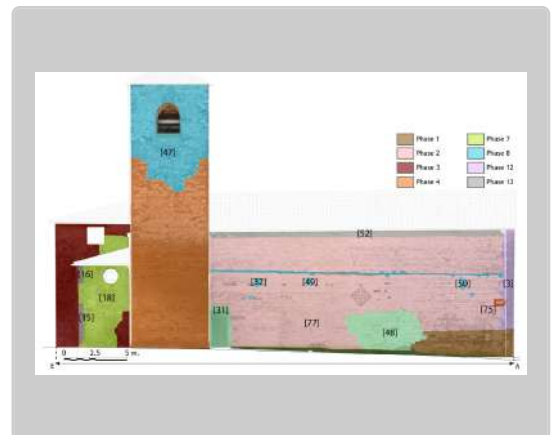 [47]
Phase 1
Phase 2
Phase 3
Phase 4
Phase 7
Phase 8
Phase 12
Phase 13
[52]
[16]
[18]
[15]
[32]
[49]
[50]
[31]
[77]
[48]
[75]
0 2,5 5 m.
A